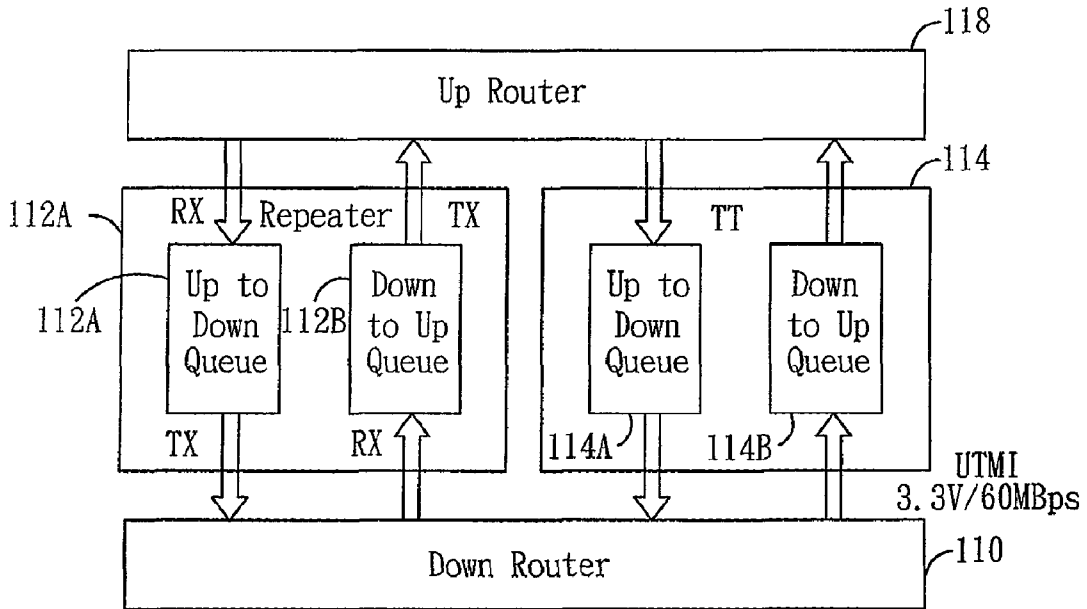 118
Up Router
114
112A
RX Repeater TX
TT
Up to
Down
Queue
112A
Down
to Up
Queue
112B
Up to
Down
Queue
114A
Down
to Up
Queue
114B
TX
RX
UTMI
3.3V/60MBps
Down Router
110